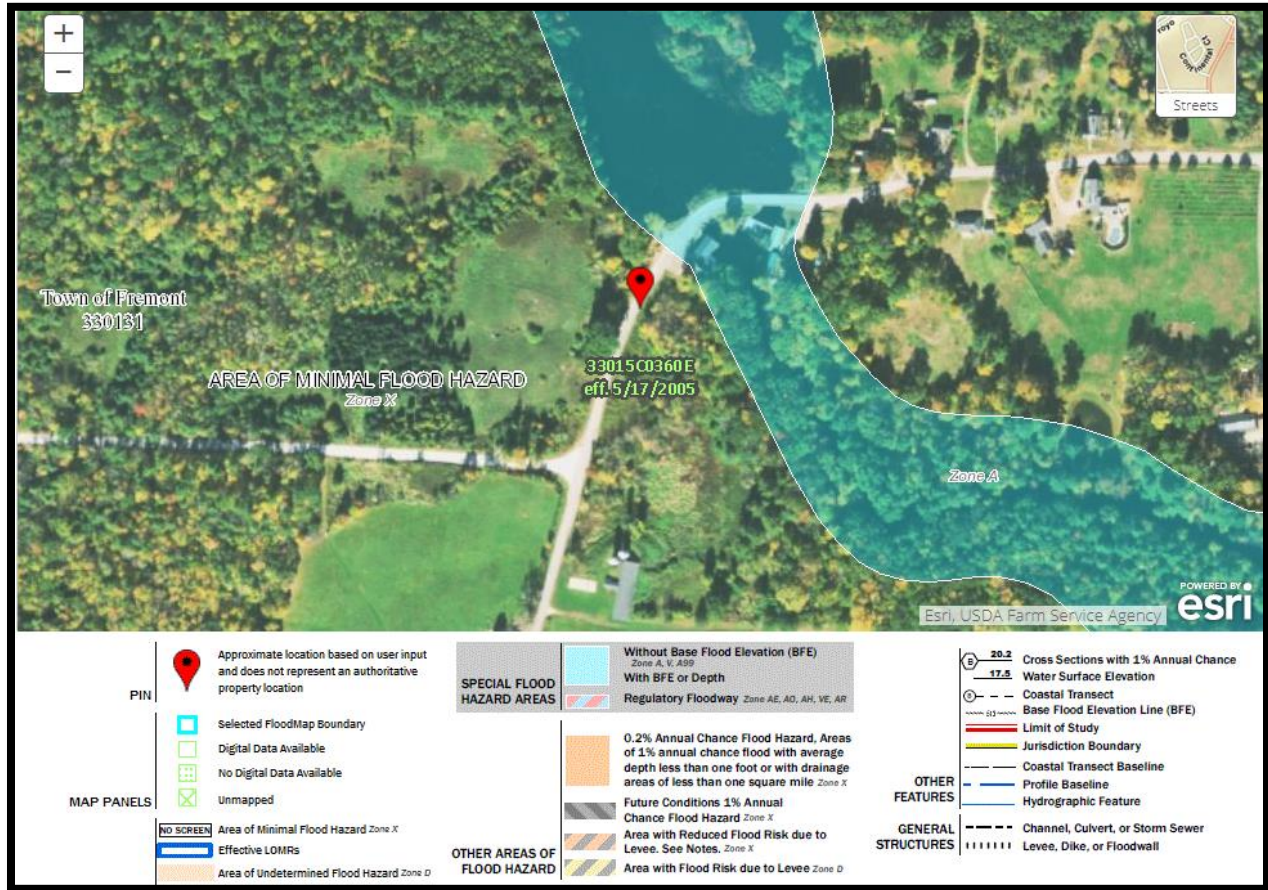 +
−
royo
Continental Ct
Streets
Town of Fremont
330131
AREA OF MINIMAL FLOOD HAZARD
Zone X
33015C0360E
eff. 5/17/2005
Zone A
POWERED BY
esri
Esri, USDA Farm Service Agency
PIN
Approximate location based on user input
and does not represent an authoritative
property location
MAP PANELS
Selected FloodMap Boundary
Digital Data Available
No Digital Data Available
Unmapped
NO SCREEN Area of Minimal Flood Hazard Zone X
Effective LOMRs
Area of Undetermined Flood Hazard Zone D
SPECIAL FLOOD
HAZARD AREAS
Without Base Flood Elevation (BFE)
Zone A, V, A99
With BFE or Depth
Regulatory Floodway Zone AE, AO, AH, VE, AR
OTHER AREAS OF
FLOOD HAZARD
0.2% Annual Chance Flood Hazard, Areas
of 1% annual chance flood with average
depth less than one foot or with drainage
areas of less than one square mile Zone X
Future Conditions 1% Annual
Chance Flood Hazard Zone X
Area with Reduced Flood Risk due to
Levee. See Notes. Zone X
Area with Flood Risk due to Levee Zone D
OTHER
FEATURES
B 20.2 Cross Sections with 1% Annual Chance
17.5 Water Surface Elevation
8 Coastal Transect
513 Base Flood Elevation Line (BFE)
Limit of Study
Jurisdiction Boundary
Coastal Transect Baseline
Profile Baseline
Hydrographic Feature
GENERAL
STRUCTURES
Channel, Culvert, or Storm Sewer
Levee, Dike, or Floodwall